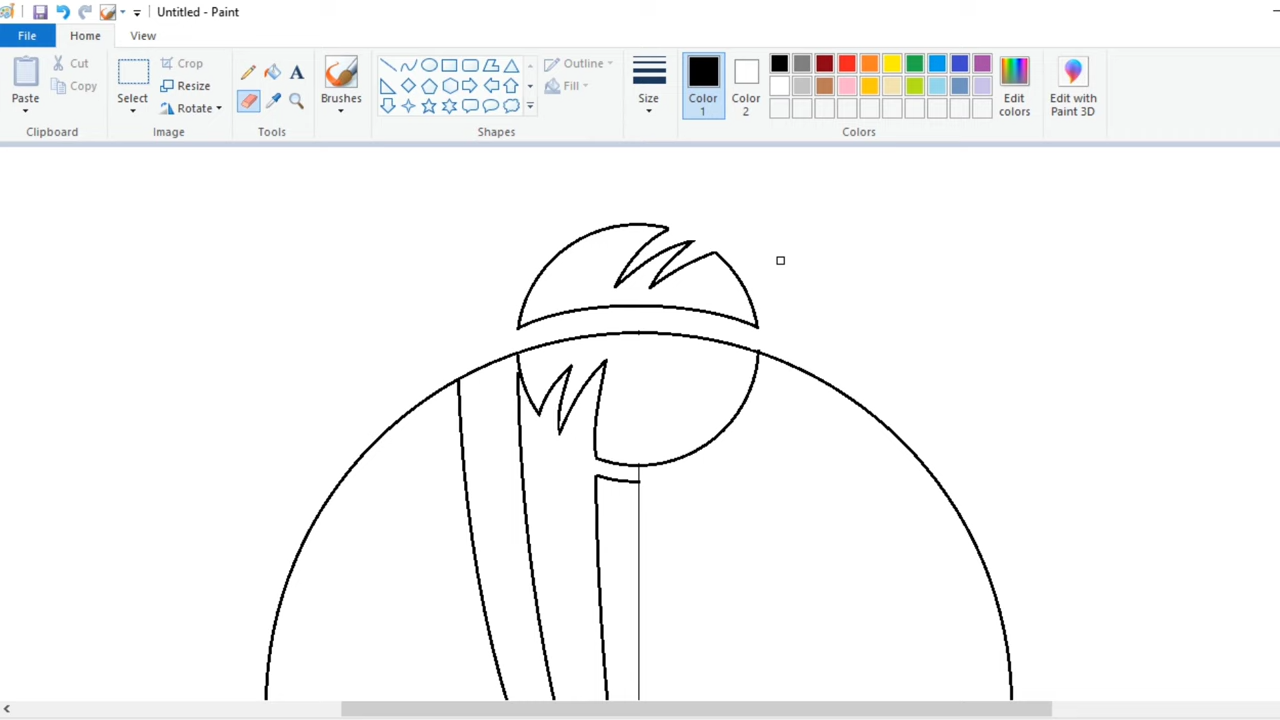 Untitled - Paint
File Home View
Paste
Cut
Copy
Clipboard
Select
Crop
Resize
Rotate
Image
Tools
Brushes
Shapes
Outline
Fill
Size
Color
1
Color
2
Colors
Edit
colors
Edit with
Paint 3D